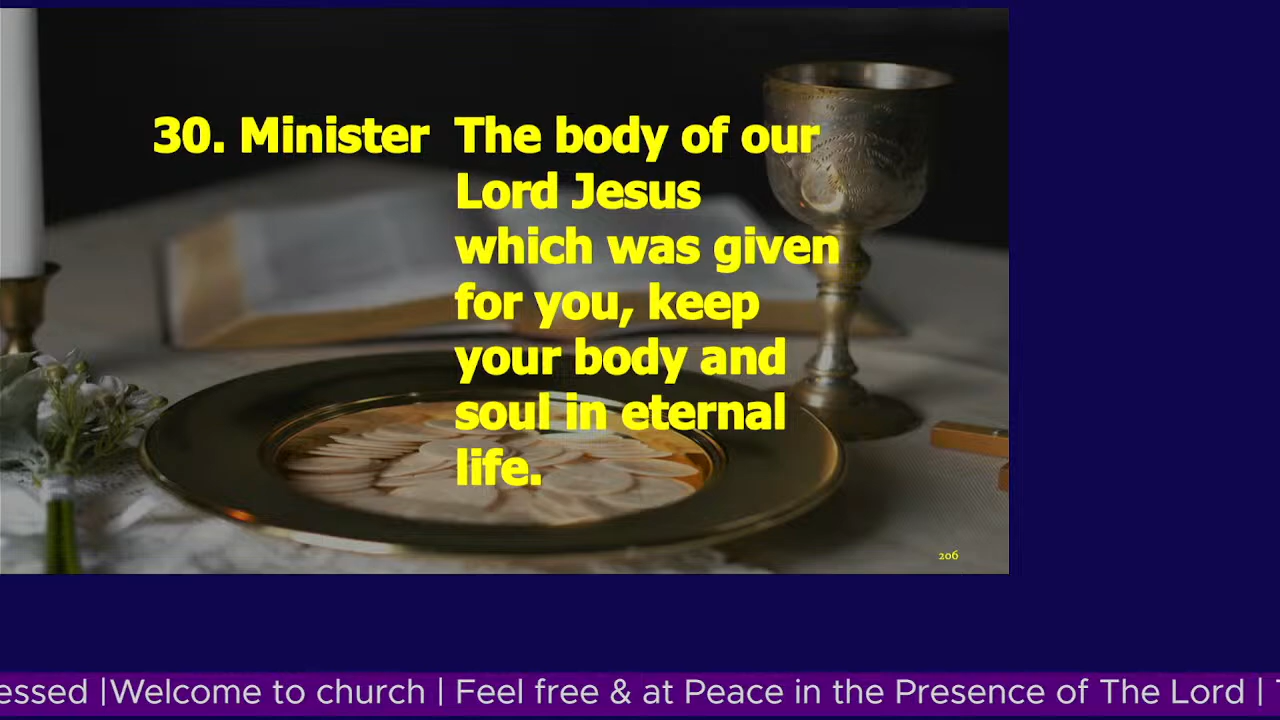 30. Minister The body of our
Lord Jesus
which was given
for you, keep
your body and
soul in eternal
life.
206
essed |Welcome to church | Feel free & at Peace in the Presence of The Lord |